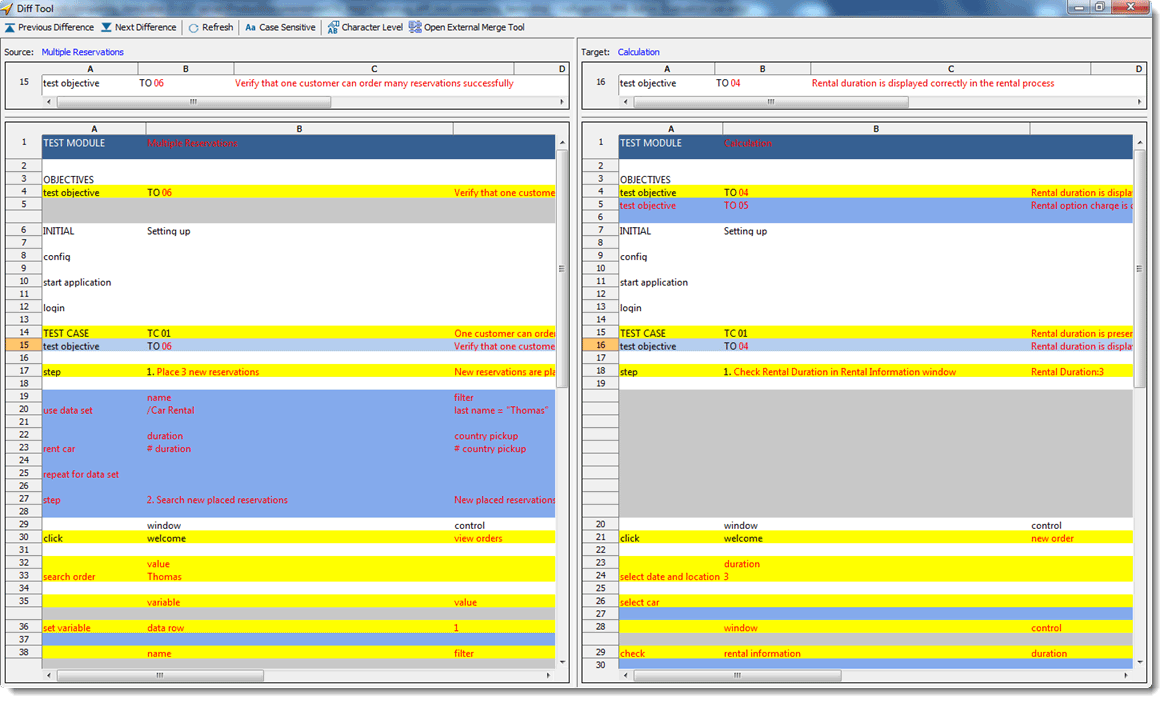 Diff Tool
Previous Difference Next Difference Refresh Aa Case Sensitive Character Level Open External Merge Tool
Source: Multiple Reservations
A B C D
15 test objective TO 06 Verify that one customer can order many reservations successfully
A B
1 TEST MODULE Multiple Reservations
2
3 OBJECTIVES
4 test objective TO 06 Verify that one custome
5
6 INITIAL Setting up
7
8 config
9
10 start application
11
12 login
13
14 TEST CASE TC 01 One customer can order
15 test objective TO 06 Verify that one custome
16
17 step 1. Place 3 new reservations New reservations are pla
18
19 name filter
20 use data set /Car Rental last name = "Thomas"
21
22 duration country pickup
23 rent car # duration # country pickup
24
25 repeat for data set
26
27 step 2. Search new placed reservations New placed reservations
28
29 window control
30 click welcome view orders
31
32 value
33 search order Thomas
34
35 variable value
36 set variable data row 1
37
38 name filter
Target: Calculation
A B C D
16 test objective TO 04 Rental duration is displayed correctly in the rental process
A B
1 TEST MODULE Calculation
2
3 OBJECTIVES
4 test objective TO 04 Rental duration is displa
5 test objective TO 05 Rental option charge is
6
7 INITIAL Setting up
8
9 config
10
11 start application
12
13 login
14
15 TEST CASE TC 01 Rental duration is preser
16 test objective TO 04 Rental duration is displa
17
18 step 1. Check Rental Duration in Rental Information window Rental Duration:3
19
20 window control
21 click welcome new order
22
23 duration
24 select date and location 3
25
26 select car
27
28 window control
29 check rental information duration
30